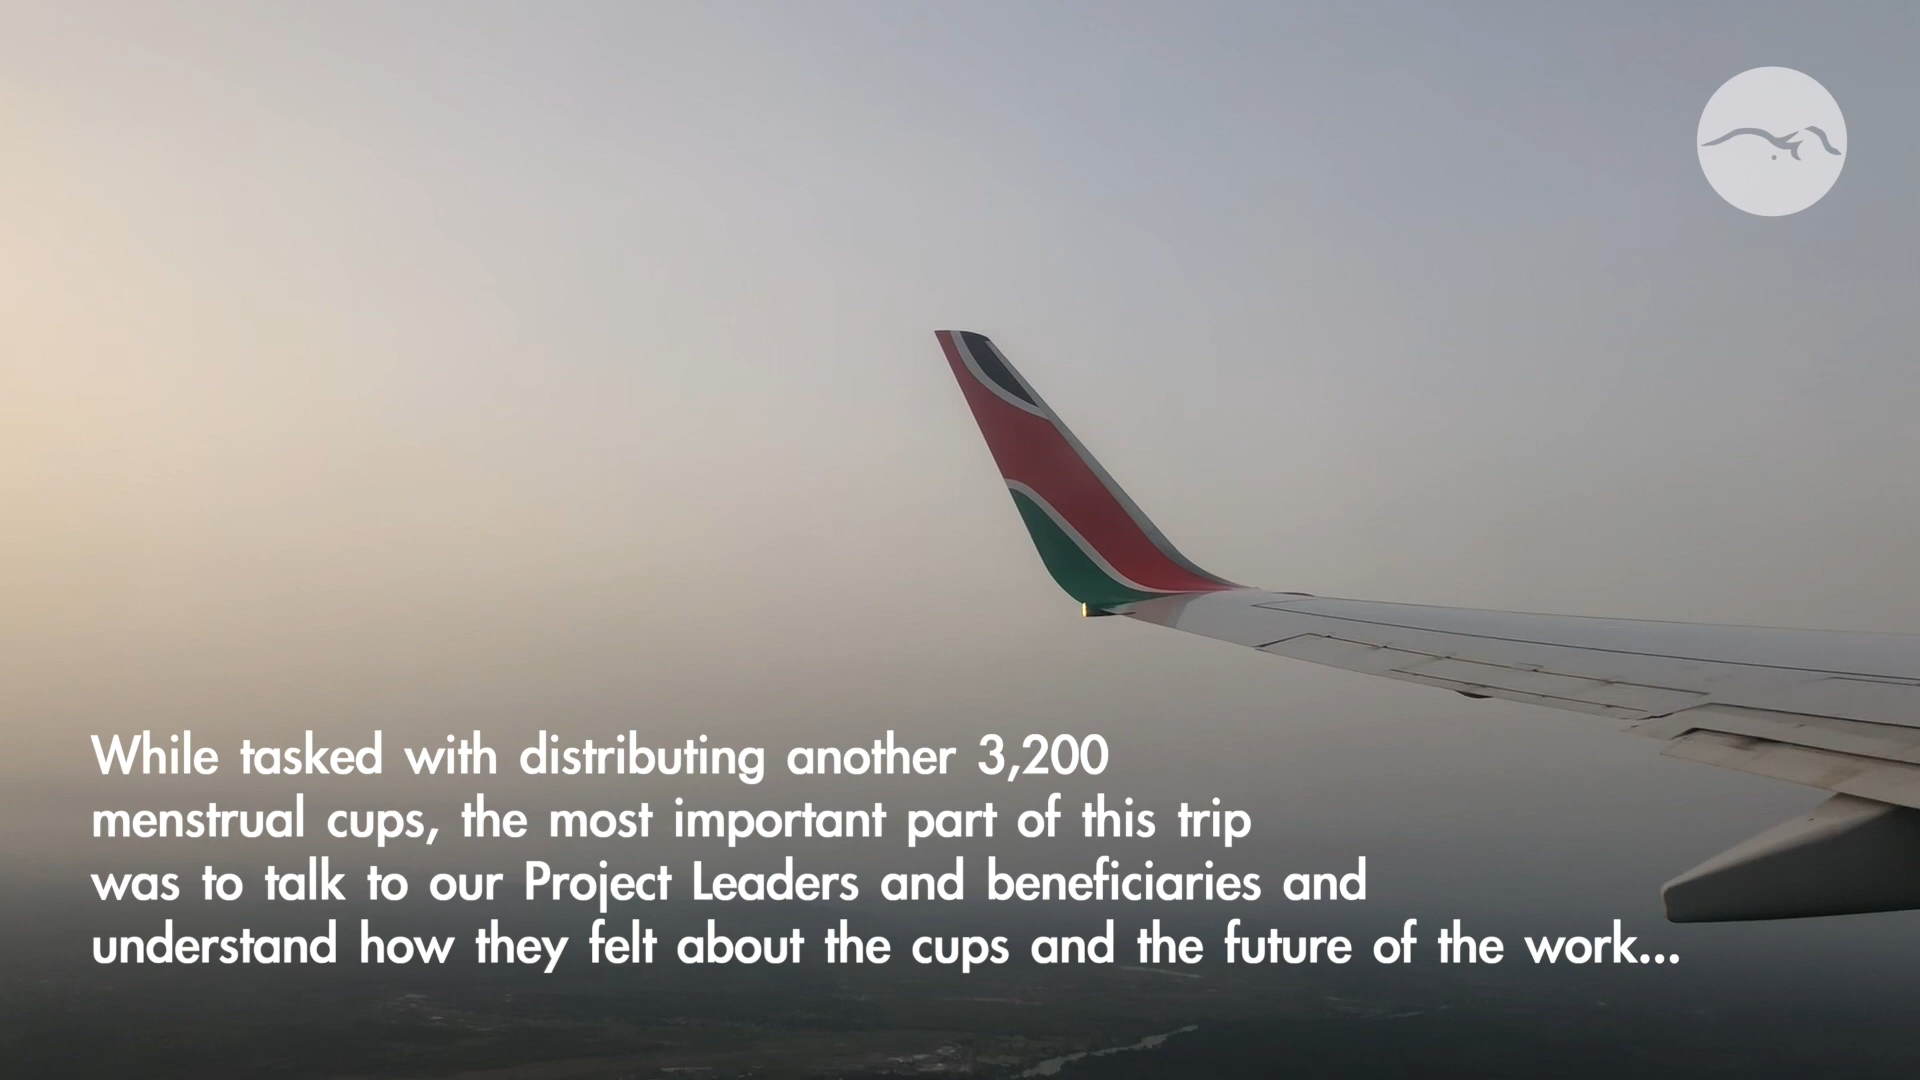 While tasked with distributing another 3,200
menstrual cups, the most important part of this trip
was to talk to our Project Leaders and beneficiaries and
understand how they felt about the cups and the future of the work...